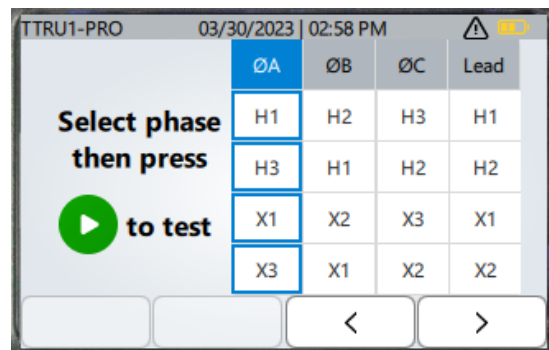 TTRU1-PRO 03/30/2023 | 02:58 PM
ØA ØB ØC Lead
Select phase
then press
to test
H1 H2 H3 H1
H3 H1 H2 H2
X1 X2 X3 X1
X3 X1 X2 X2
< >